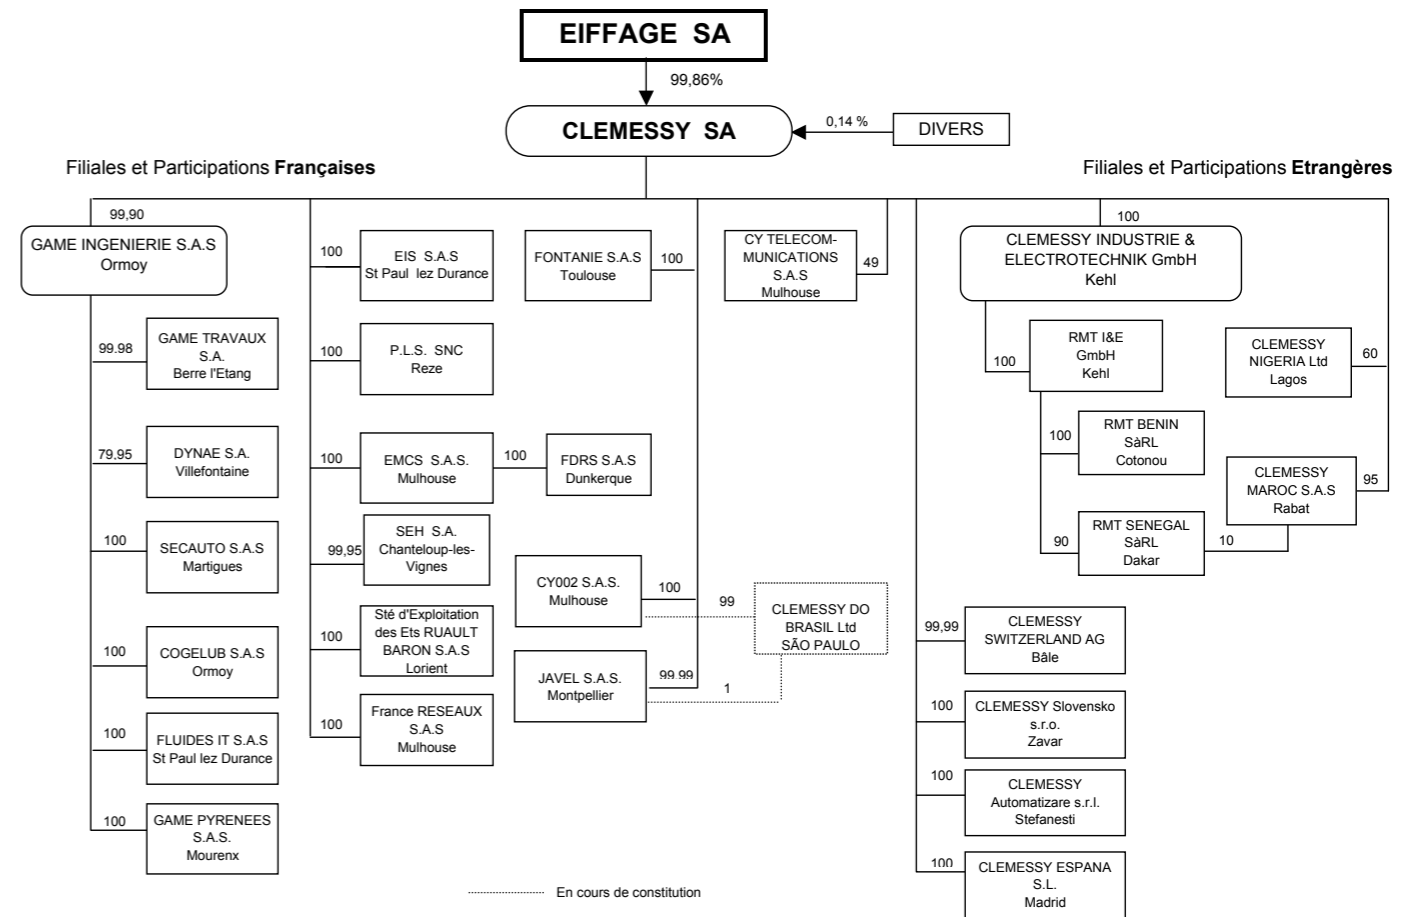 EIFFAGE SA
99,86%
CLEMESSY SA
0,14 %
DIVERS
Filiales et Participations Françaises
Filiales et Participations Etrangères
99,90
GAME INGENIERIE S.A.S
Ormoy
99.98
GAME TRAVAUX
S.A.
Berre l'Etang
79.95
DYNAE S.A.
Villefontaine
100
SECAUTO S.A.S
Martigues
100
COGELUB S.A.S
Ormoy
100
FLUIDES IT S.A.S
St Paul lez Durance
100
GAME PYRENEES
S.A.S.
Mourenx
100
EIS S.A.S
St Paul lez Durance
100
P.L.S. SNC
Reze
100
EMCS S.A.S.
Mulhouse
100
FDRS S.A.S
Dunkerque
99,95
SEH S.A.
Chanteloup-les-
Vignes
100
Sté d'Exploitation
des Ets RUAULT
BARON S.A.S
Lorient
100
France RESEAUX
S.A.S
Mulhouse
FONTANIE S.A.S
Toulouse
100
CY002 S.A.S.
Mulhouse
100
99
CLEMESSY DO
BRASIL Ltd
SÃO PAULO
JAVEL S.A.S.
Montpellier
99.99
1
CY TELECOM-
MUNICATIONS
S.A.S
Mulhouse
49
100
CLEMESSY INDUSTRIE &
ELECTROTECHNIK GmbH
Kehl
100
RMT I&E
GmbH
Kehl
CLEMESSY
NIGERIA Ltd
Lagos
60
100
RMT BENIN
SàRL
Cotonou
CLEMESSY
MAROC S.A.S
Rabat
95
90
RMT SENEGAL
SàRL
Dakar
10
99,99
CLEMESSY
SWITZERLAND AG
Bâle
100
CLEMESSY Slovensko
s.r.o.
Zavar
100
CLEMESSY
Automatizare s.r.l.
Stefanesti
100
CLEMESSY ESPANA
S.L.
Madrid
En cours de constitution